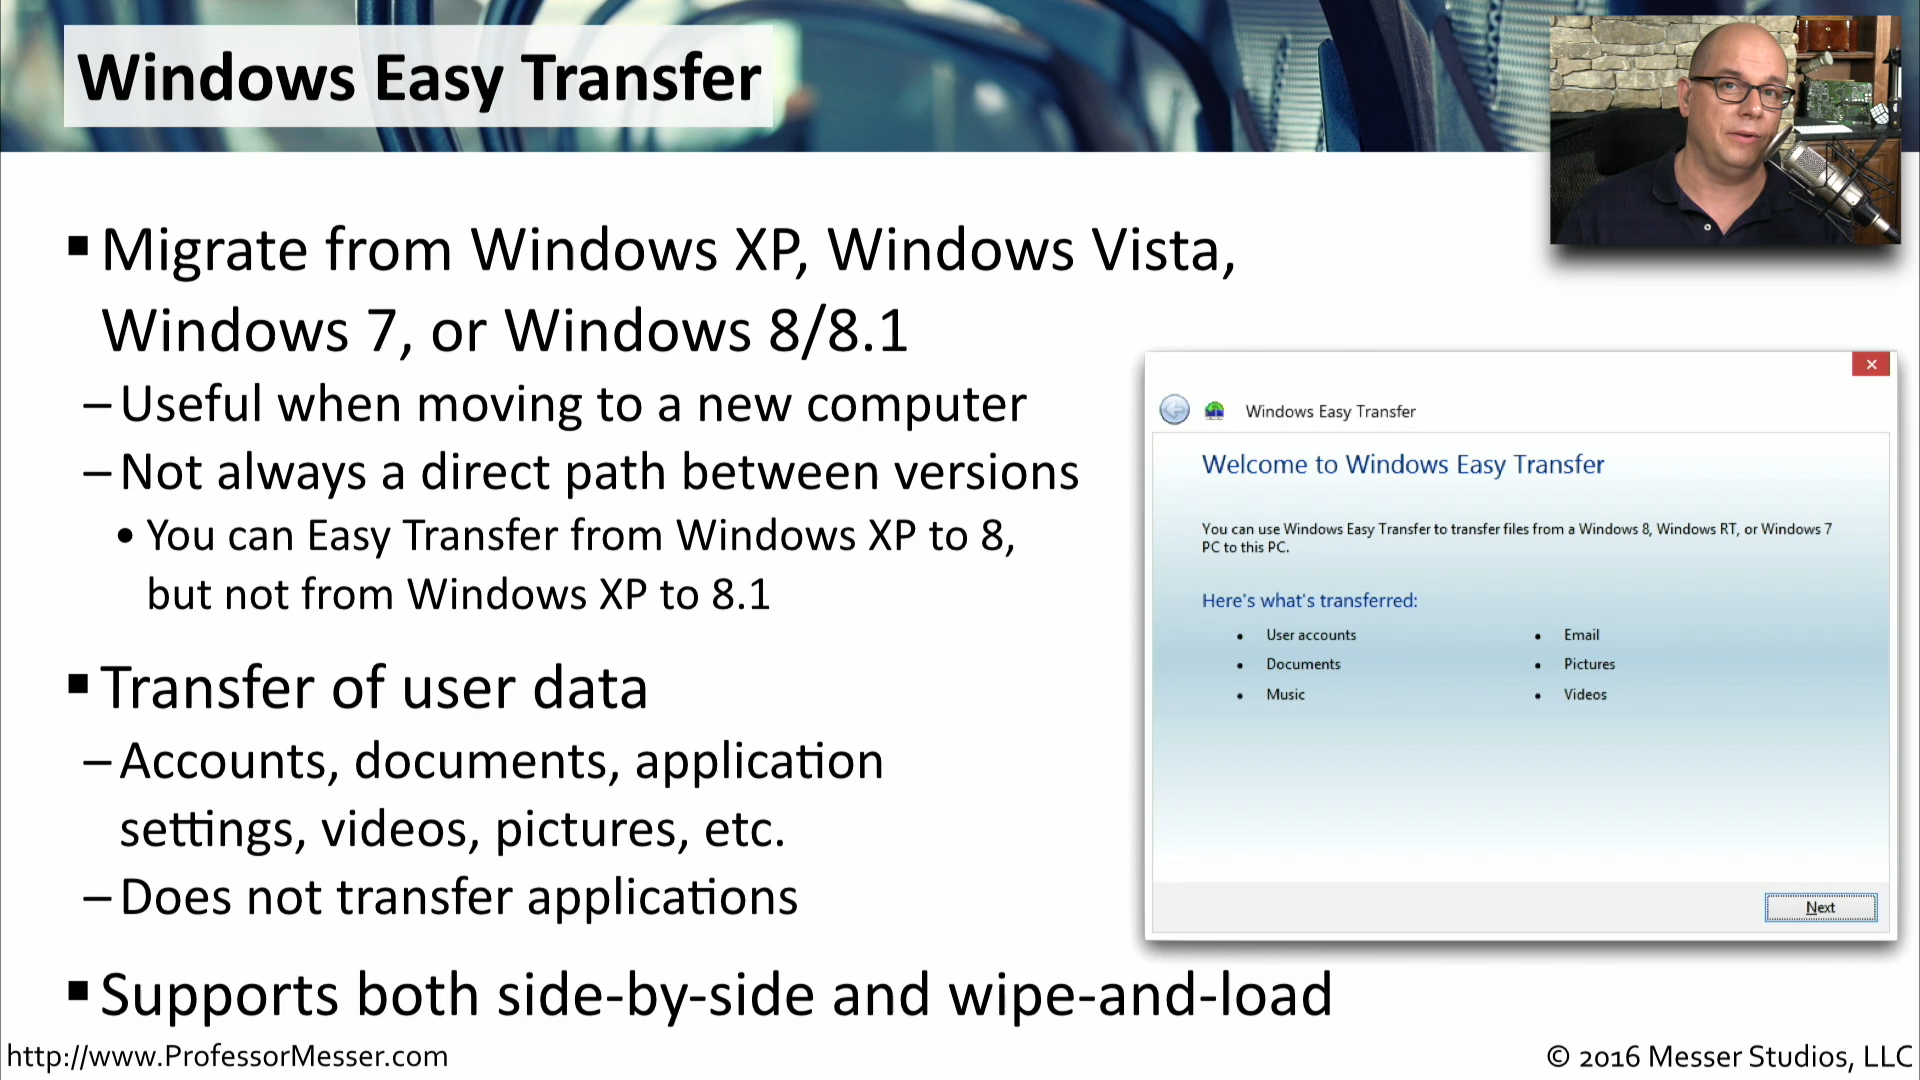 Windows Easy Transfer
▪ Migrate from Windows XP, Windows Vista,
Windows 7, or Windows 8/8.1
– Useful when moving to a new computer
– Not always a direct path between versions
• You can Easy Transfer from Windows XP to 8,
but not from Windows XP to 8.1
▪ Transfer of user data
– Accounts, documents, application
settings, videos, pictures, etc.
– Does not transfer applications
▪ Supports both side-by-side and wipe-and-load
Windows Easy Transfer
Welcome to Windows Easy Transfer
You can use Windows Easy Transfer to transfer files from a Windows 8, Windows RT, or Windows 7
PC to this PC.
Here's what's transferred:
• User accounts
• Documents
• Music
• Email
• Pictures
• Videos
Next
http://www.ProfessorMesser.com
© 2016 Messer Studios, LLC